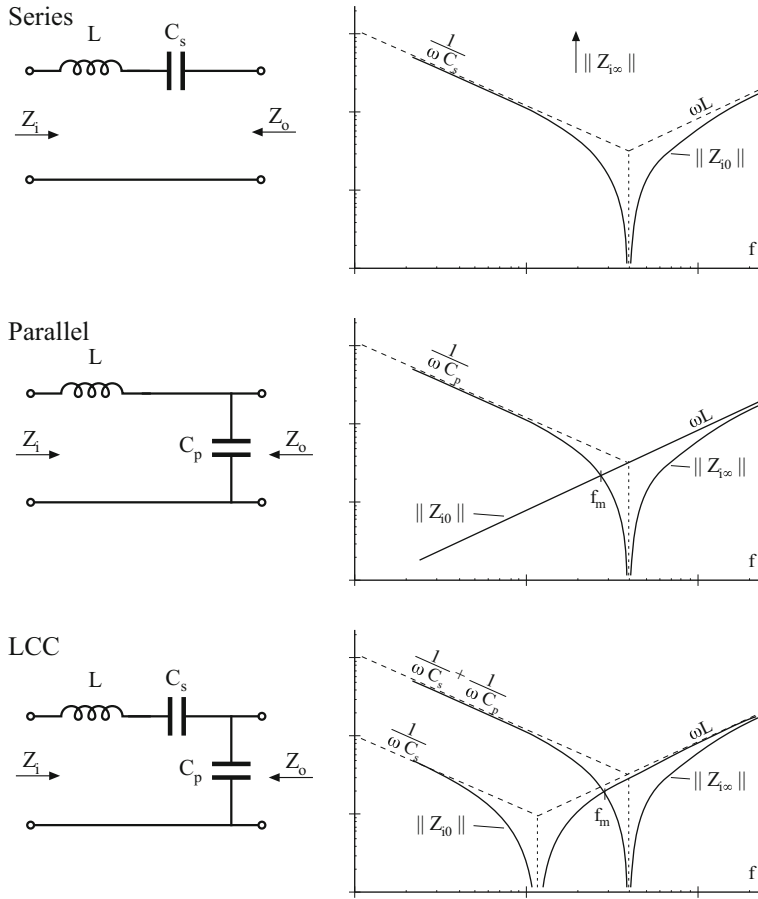 Series
L
C_s
Z_i
Z_o
1/ωC_s
|| Z_i∞ ||
ωL
|| Z_i0 ||
f
Parallel
L
C_p
Z_i
Z_o
1/ωC_p
ωL
|| Z_i∞ ||
|| Z_i0 ||
f_m
f
LCC
L
C_s
C_p
Z_i
Z_o
1/ωC_s + 1/ωC_p
1/ωC_s
ωL
|| Z_i∞ ||
|| Z_i0 ||
f_m
f